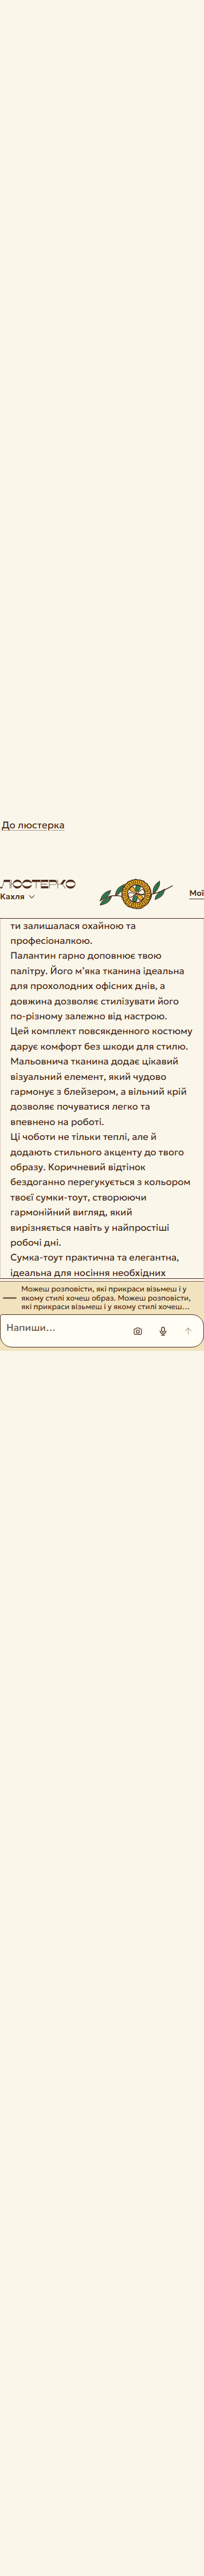 До люстерка
ЛЮСТЕРКО
Кахля
Мої
ти залишалася охайною та
професіоналкою.
Палантин гарно доповнює твою
палітру. Його м’яка тканина ідеальна
для прохолодних офісних днів, а
довжина дозволяє стилізувати його
по-різному залежно від настрою.
Цей комплект повсякденного костюму
дарує комфорт без шкоди для стилю.
Мальовнича тканина додає цікавий
візуальний елемент, який чудово
гармонує з блейзером, а вільний крій
дозволяє почуватися легко та
впевнено на роботі.
Ці чоботи не тільки теплі, але й
додають стильного акценту до твого
образу. Коричневий відтінок
бездоганно перегукується з кольором
твоєї сумки-тоут, створюючи
гармонійний вигляд, який
вирізняється навіть у найпростіші
робочі дні.
Сумка-тоут практична та елегантна,
ідеальна для носіння необхідних
Можеш розповісти, які прикраси візьмеш і у
якому стилі хочеш образ. Можеш розповісти,
які прикраси візьмеш і у якому стилі хочеш…
Напиши…